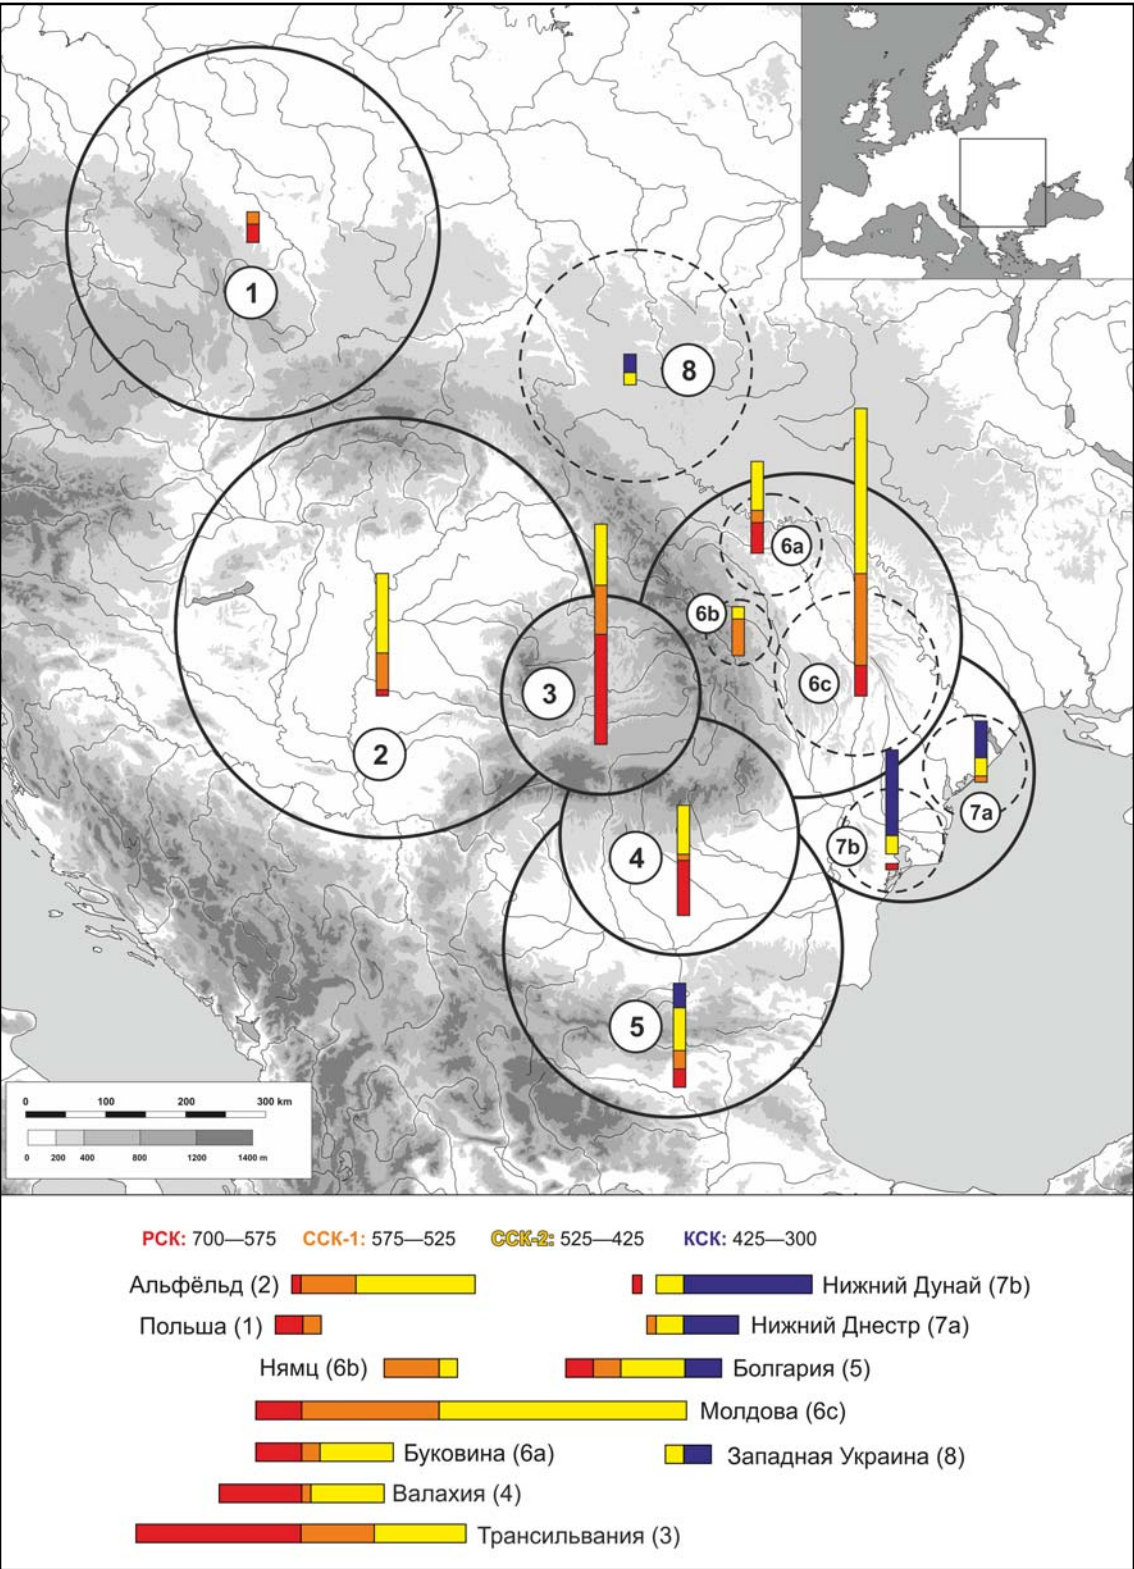 1
8
6a
6b
3
6c
2
7a
7b
4
5
0 100 200 300 km
0 200 400 800 1200 1400 m
РСК: 700—575 ССК-1: 575—525 ССК-2: 525—425 КСК: 425—300
Альфёльд (2) Нижний Дунай (7b)
Польша (1) Нижний Днестр (7a)
Нямц (6b) Болгария (5)
Молдова (6c)
Буковина (6a) Западная Украина (8)
Валахия (4)
Трансильвания (3)